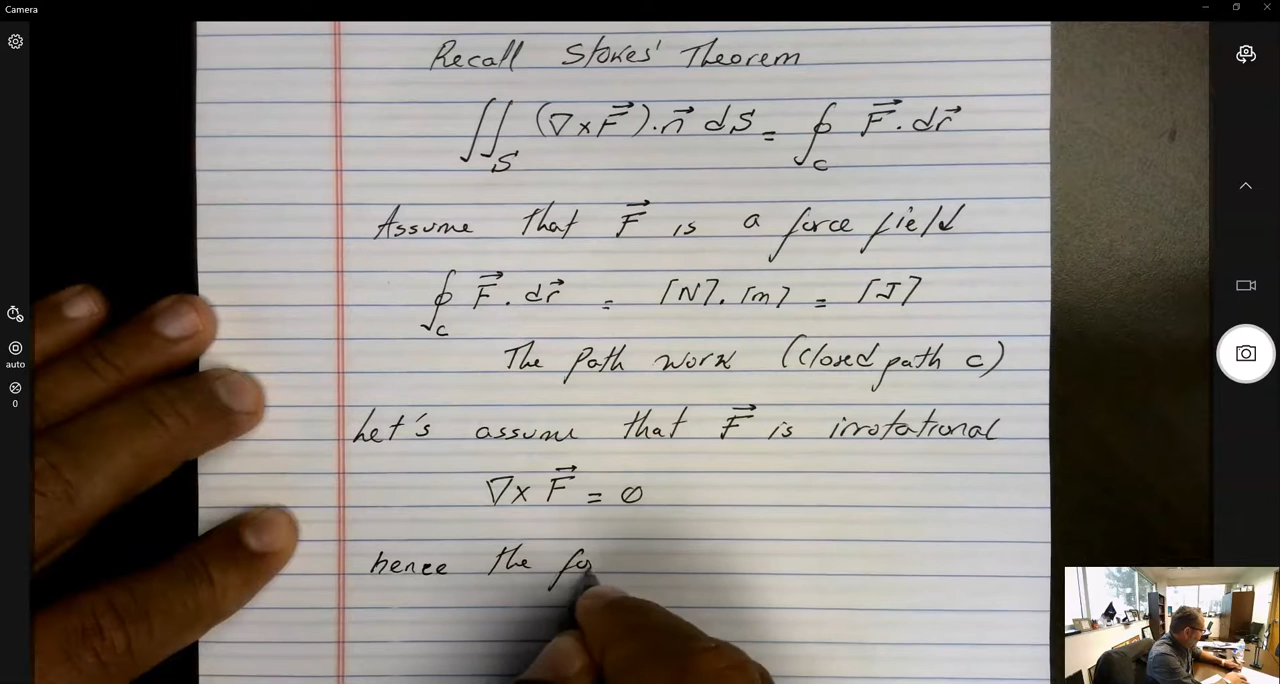 Camera
Recall Stokes' Theorem
∬_S (∇×F⃗).n⃗ dS = ∮_C F⃗.dr⃗
Assume that F⃗ is a force field
∮_C F⃗.dr⃗ = [N].[m] = [J]
The path work (closed path c)
Let's assume that F⃗ is irrotational
∇× F⃗ = 0
hence the fo
auto
0